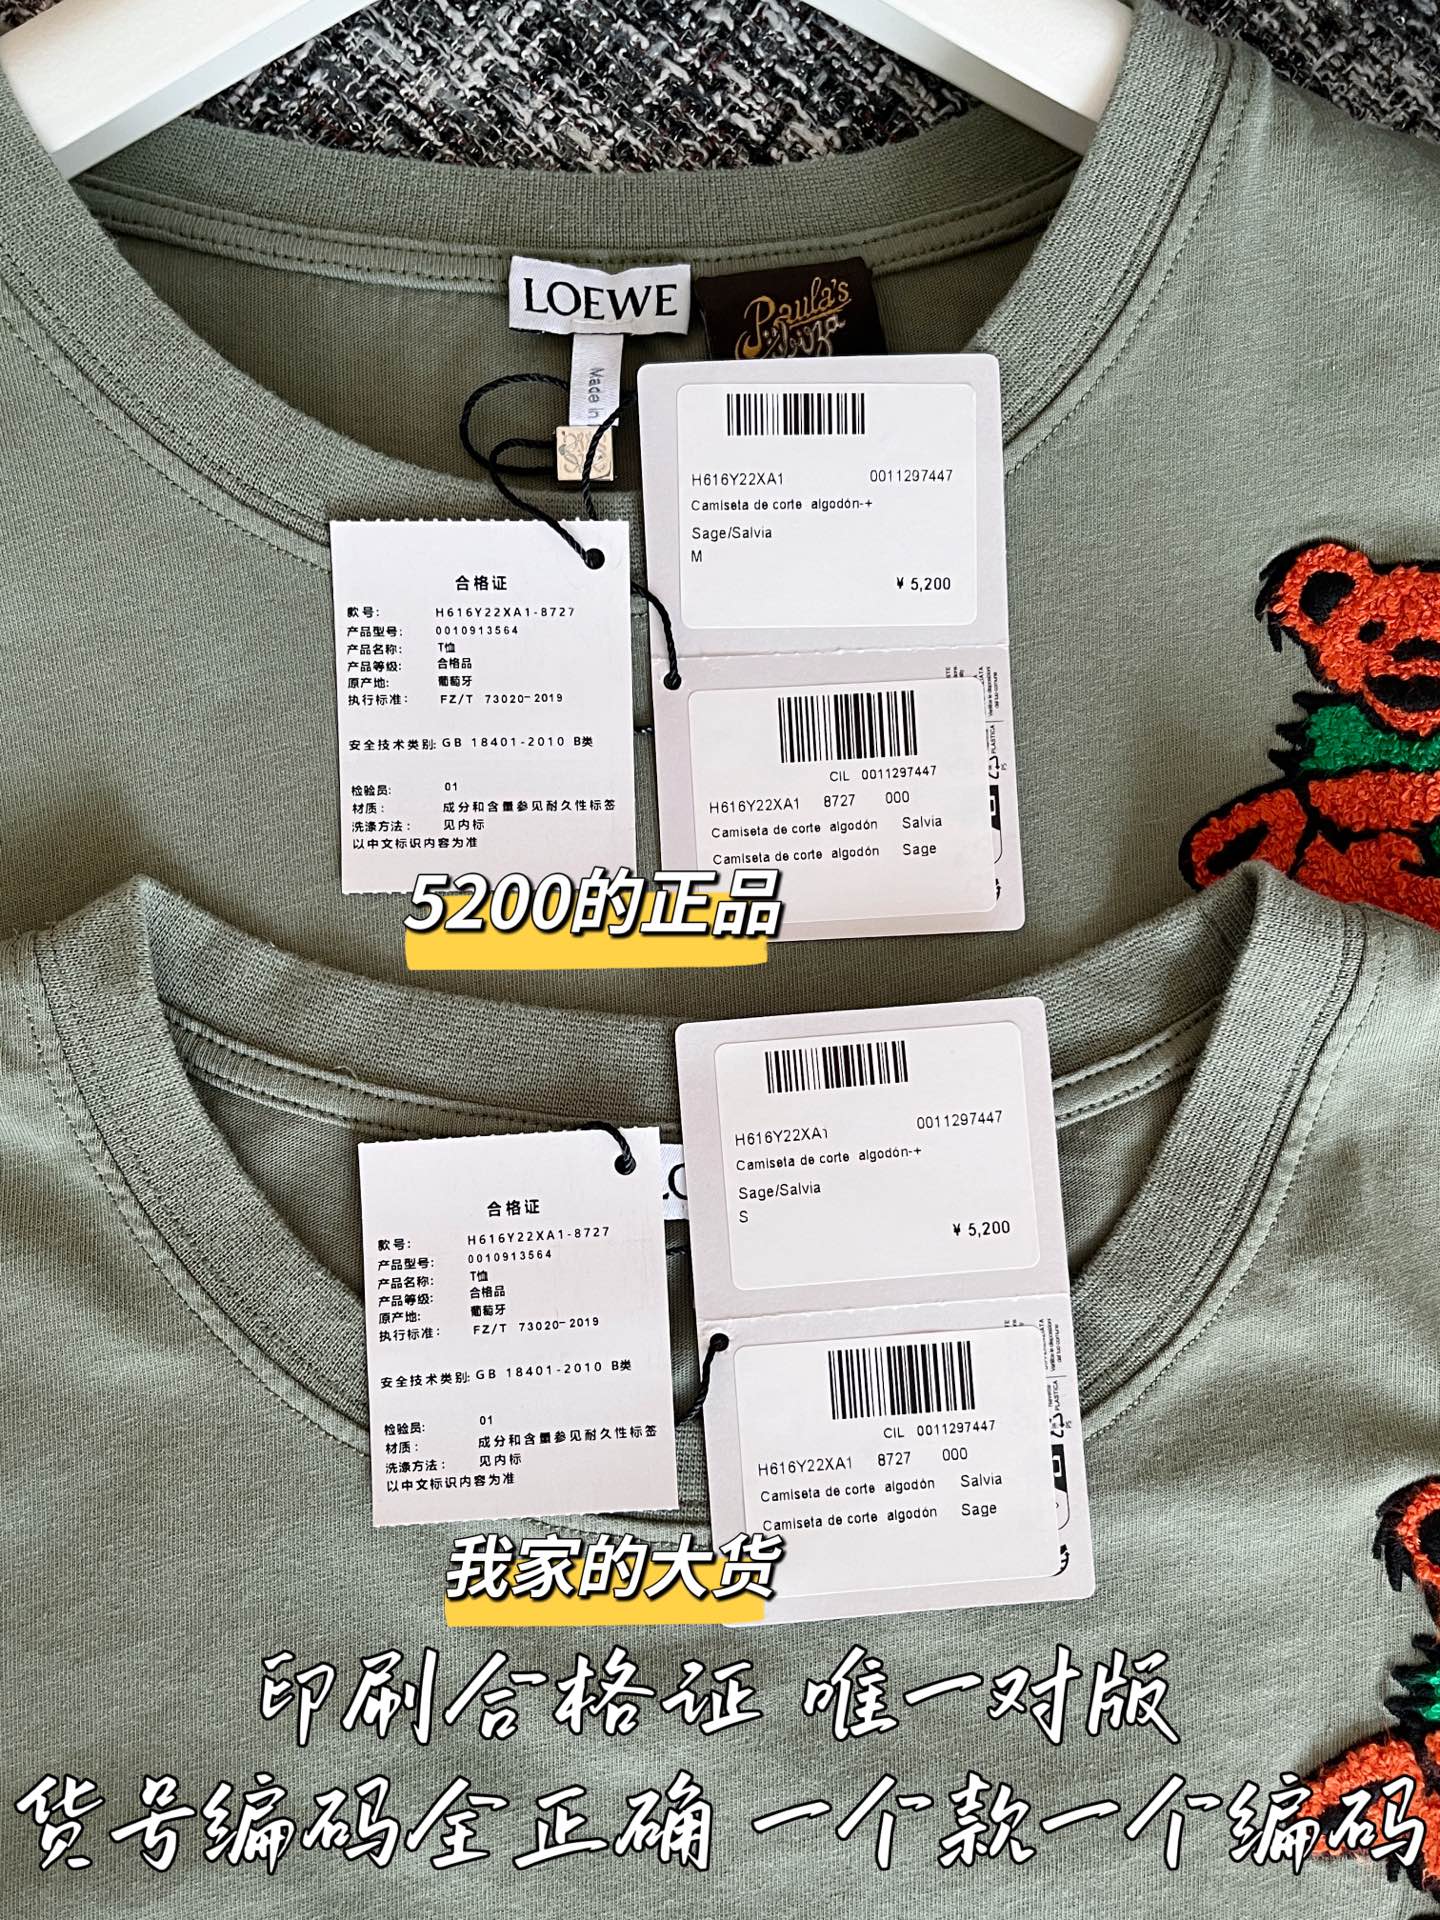 LOEWE
Paula's
Ibiza
Made in
H616Y22XA1 0011297447
Camiseta de corte algodón-+
Sage/Salvia
M
¥ 5,200
合格证
款号: H616Y22XA1-8727
产品型号: 0010913564
产品名称: T恤
产品等级: 合格品
原产地: 葡萄牙
执行标准: FZ/T 73020-2019
安全技术类别: GB 18401-2010 B类
检验员: 01
材质: 成分和含量参见耐久性标签
洗涤方法: 见内标
以中文标识内容为准
PLASTICA
PS
CIL 0011297447
H616Y22XA1 8727 000
Camiseta de corte algodón Salvia
Camiseta de corte algodón Sage
5200的正品
H616Y22XA1 0011297447
Camiseta de corte algodón-+
Sage/Salvia
S
¥ 5,200
LO
合格证
款号: H616Y22XA1-8727
产品型号: 0010913564
产品名称: T恤
产品等级: 合格品
原产地: 葡萄牙
执行标准: FZ/T 73020-2019
安全技术类别: GB 18401-2010 B类
检验员: 01
材质: 成分和含量参见耐久性标签
洗涤方法: 见内标
以中文标识内容为准
PLASTICA
PS
CIL 0011297447
H616Y22XA1 8727 000
Camiseta de corte algodón Salvia
Camiseta de corte algodón Sage
我家的大货
印刷合格证 唯一对版
货号编码全正确 一个款一个编码